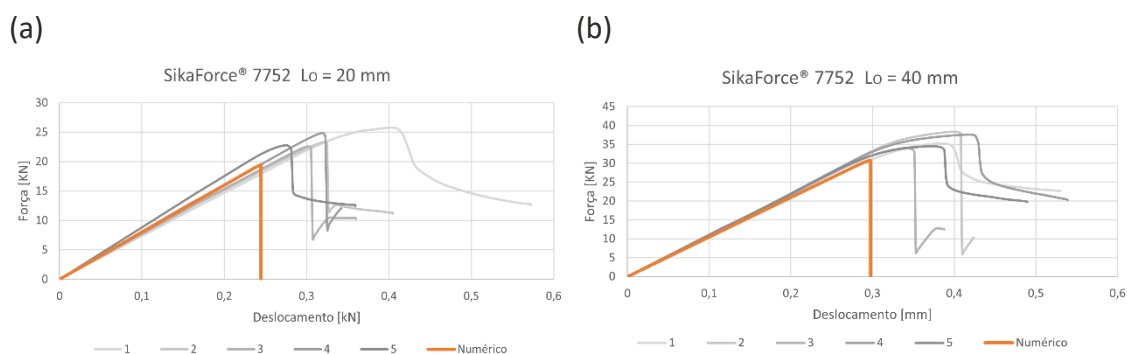 (a)
SikaForce® 7752 Lo = 20 mm
Força [KN]
30
25
20
15
10
5
0
0 0,1 0,2 0,3 0,4 0,5 0,6
Deslocamento [kN]
1 2 3 4 5 Numérico
(b)
SikaForce® 7752 Lo = 40 mm
Força [KN]
45
40
35
30
25
20
15
10
5
0
0 0,1 0,2 0,3 0,4 0,5 0,6
Deslocamento [mm]
1 2 3 4 5 Numérico